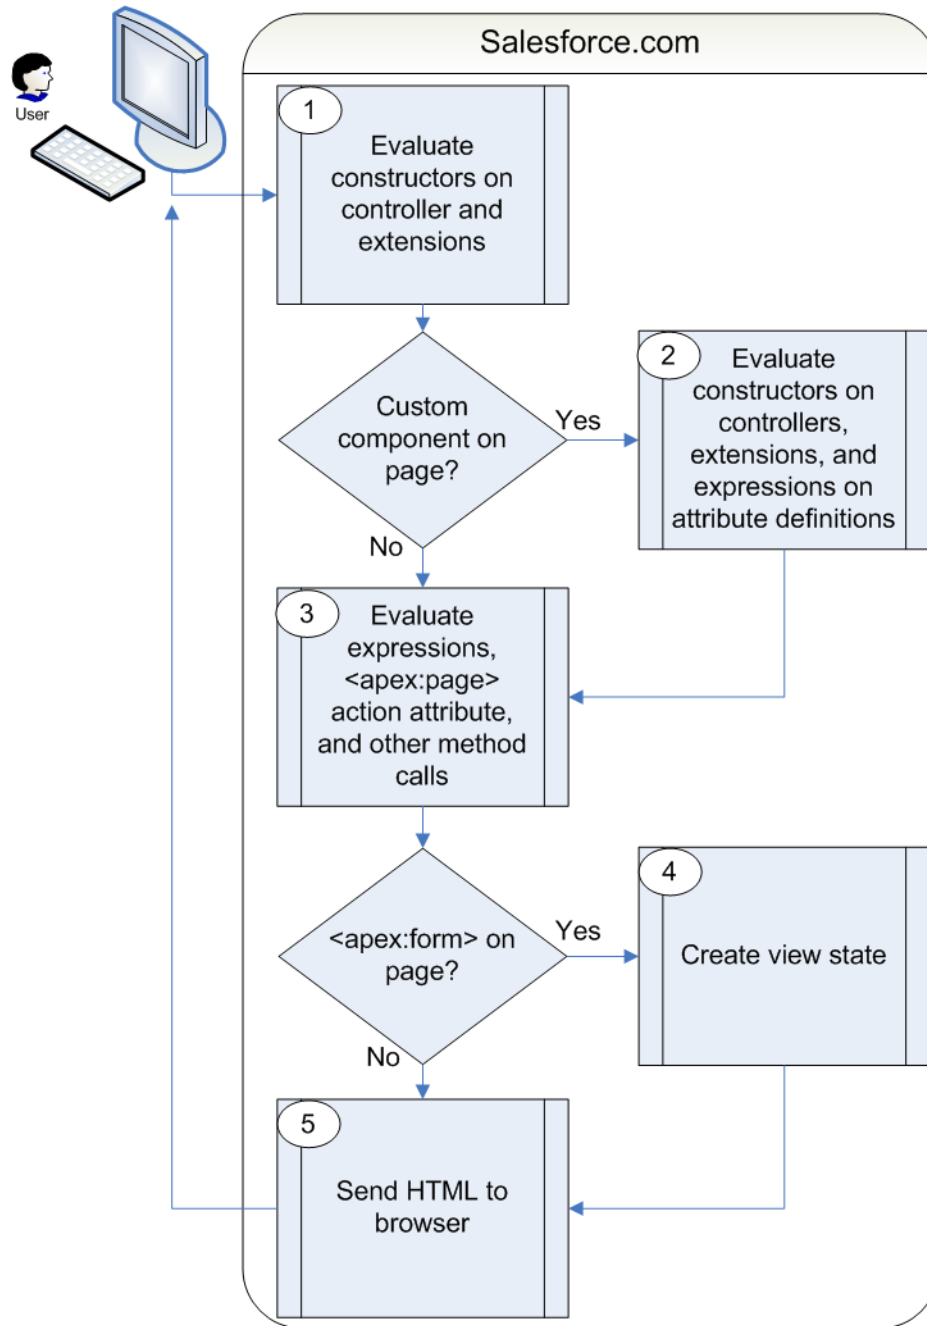 Salesforce.com
User
1
Evaluate
constructors on
controller and
extensions
Custom
component on
page?
Yes
2
Evaluate
constructors on
controllers,
extensions, and
expressions on
attribute definitions
No
3
Evaluate
expressions,
<apex:page>
action attribute,
and other method
calls
<apex:form> on
page?
Yes
4
Create view state
No
5
Send HTML to
browser